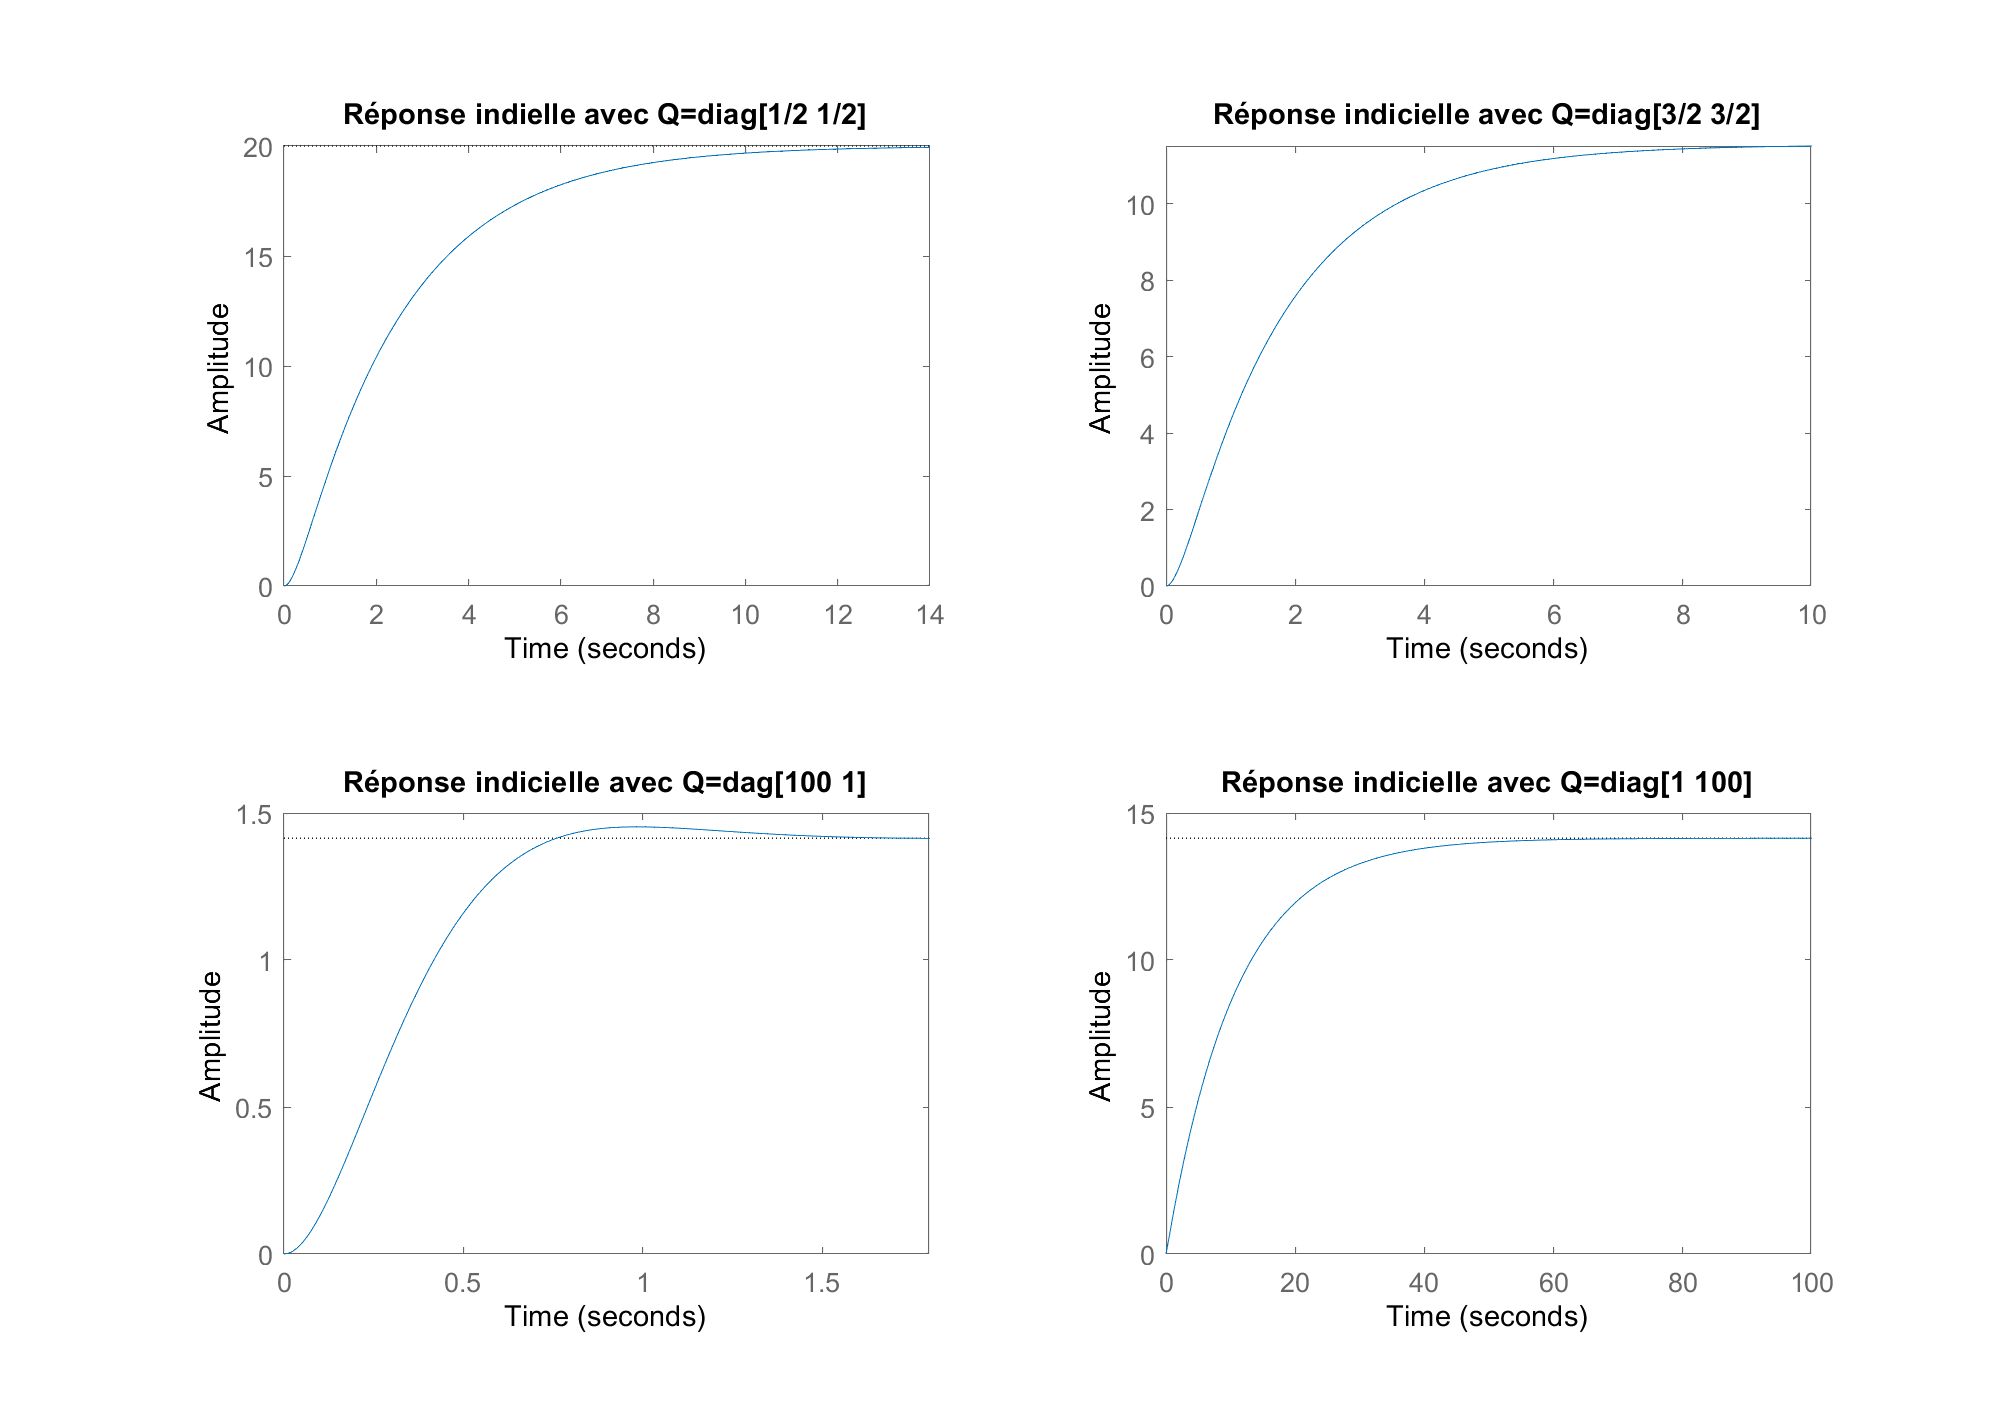 Réponse indielle avec Q=diag[1/2 1/2]
20
15
10
5
0
Amplitude
0 2 4 6 8 10 12 14
Time (seconds)
Réponse indicielle avec Q=diag[3/2 3/2]
10
8
6
4
2
0
Amplitude
0 2 4 6 8 10
Time (seconds)
Réponse indicielle avec Q=dag[100 1]
1.5
1
0.5
0
Amplitude
0 0.5 1 1.5
Time (seconds)
Réponse indicielle avec Q=diag[1 100]
15
10
5
0
Amplitude
0 20 40 60 80 100
Time (seconds)